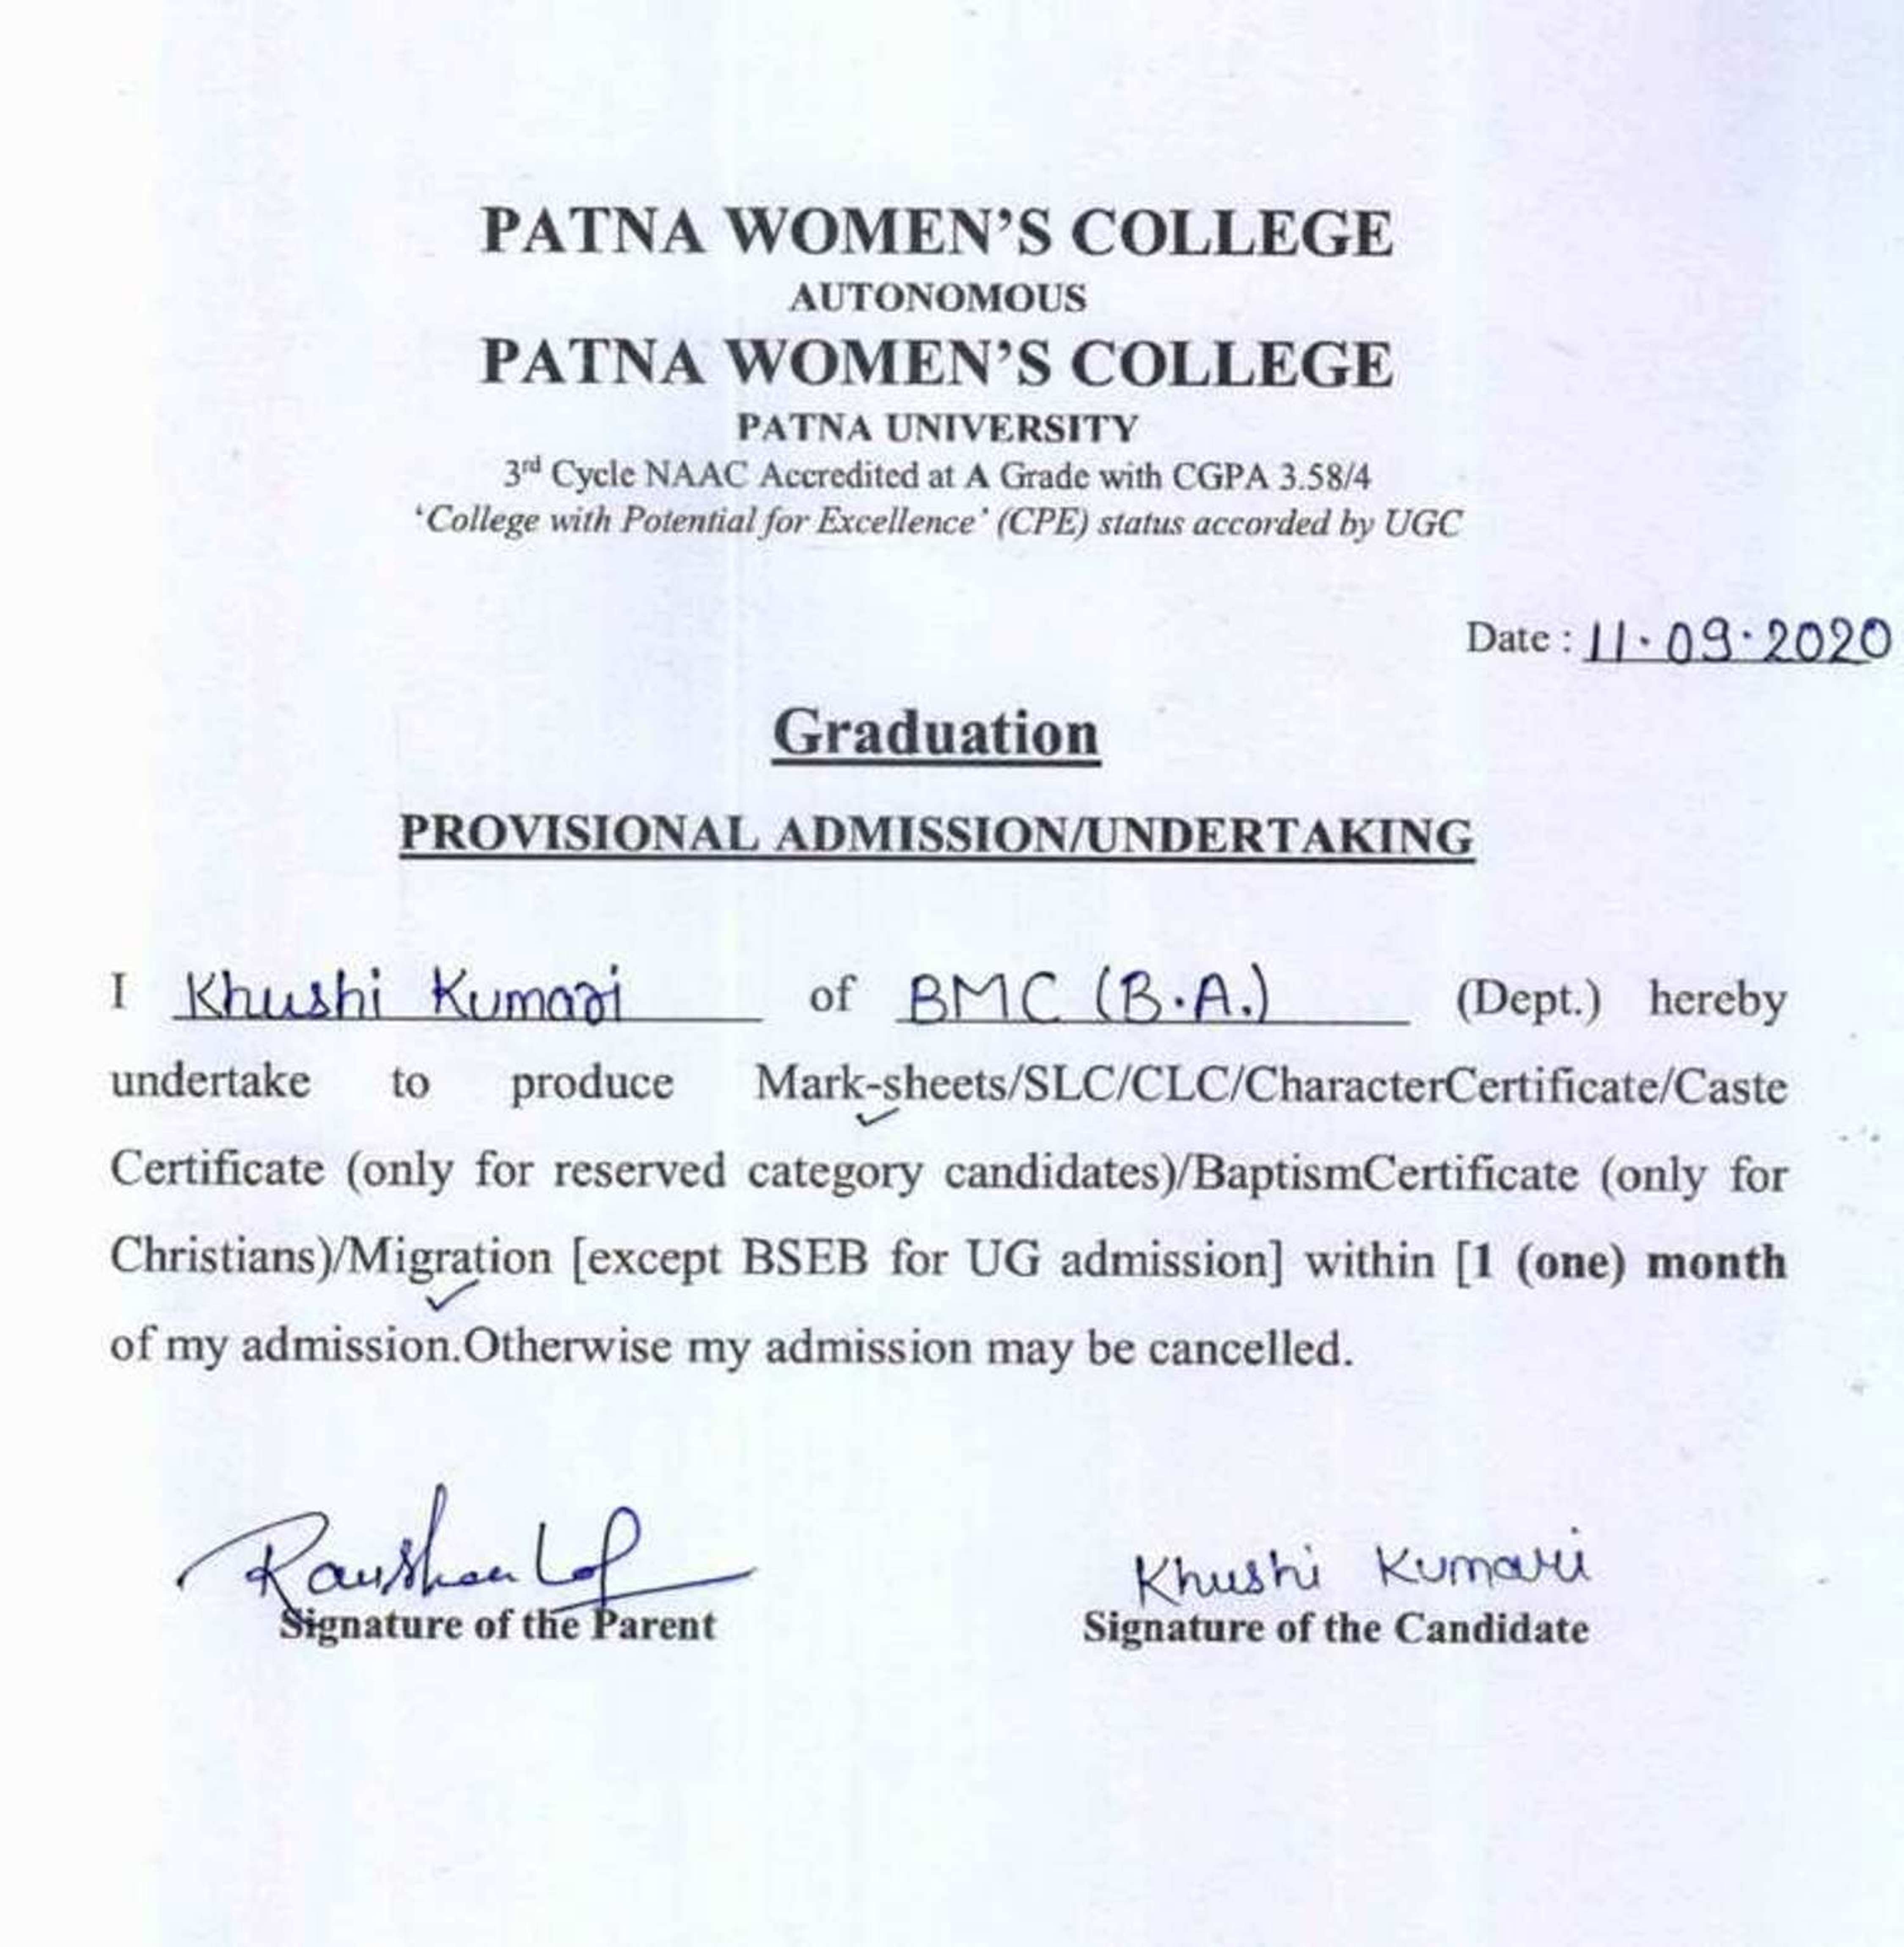 PATNA WOMEN'S COLLEGE
AUTONOMOUS
PATNA WOMEN'S COLLEGE
PATNA UNIVERSITY
3rd Cycle NAAC Accredited at A Grade with CGPA 3.58/4
'College with Potential for Excellence' (CPE) status accorded by UGC
Date : 11.09.2020
Graduation
PROVISIONAL ADMISSION/UNDERTAKING
I Khushi Kumari of BMC (B.A.) (Dept.) hereby
undertake to produce Mark-sheets/SLC/CLC/CharacterCertificate/Caste
Certificate (only for reserved category candidates)/BaptismCertificate (only for
Christians)/Migration [except BSEB for UG admission] within [1 (one) month
of my admission.Otherwise my admission may be cancelled.
Raushan Khushi Kumari
Signature of the Parent Signature of the Candidate